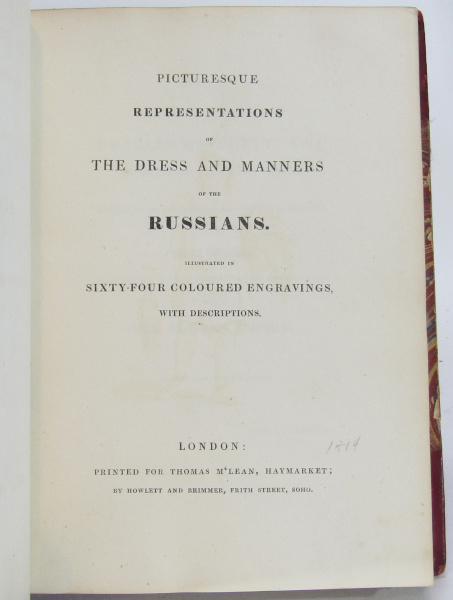 PICTURESQUE
REPRESENTATIONS
OF
THE DRESS AND MANNERS
OF THE
RUSSIANS.
ILLUSTRATED IN
SIXTY-FOUR COLOURED ENGRAVINGS,
WITH DESCRIPTIONS.
LONDON:
1814
PRINTED FOR THOMAS M‘LEAN, HAYMARKET;
BY HOWLETT AND BRIMMER, FRITH STREET, SOHO.